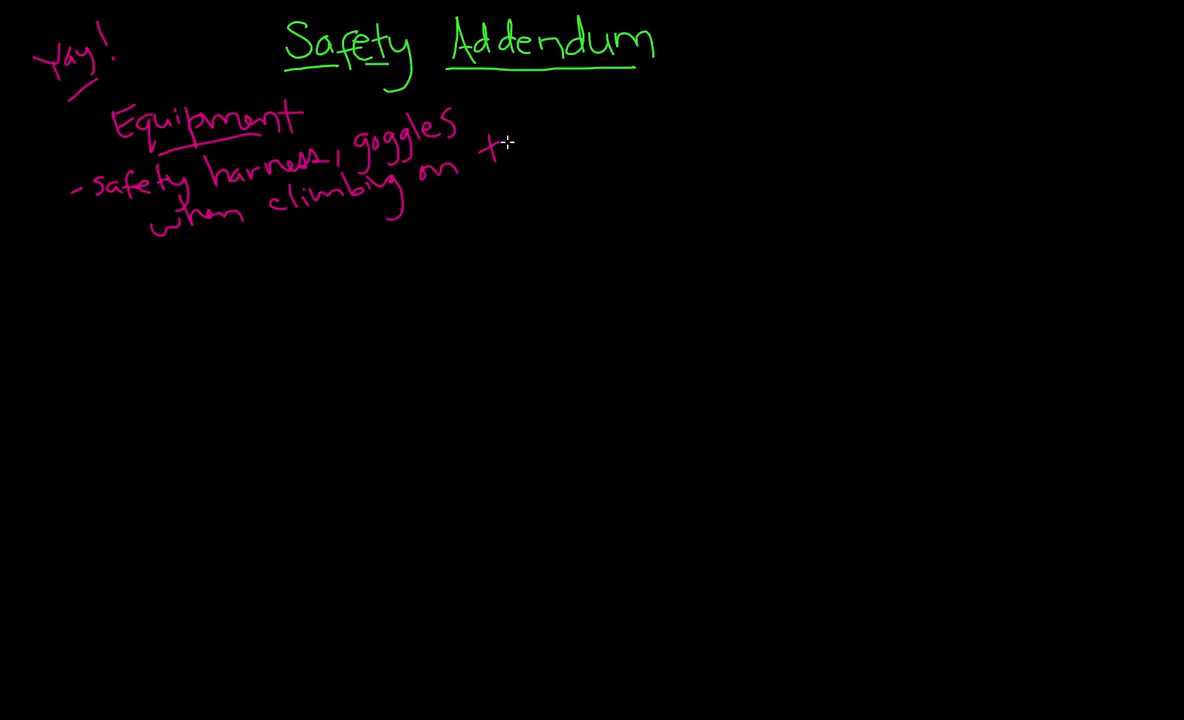 Yay!
Safety Addendum
Equipment
- safety harness, goggles
when climbing on t